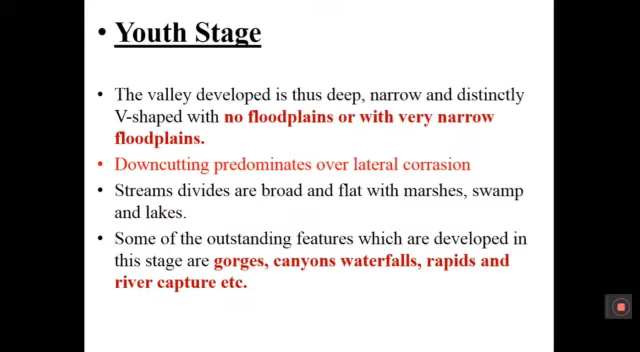 • Youth Stage
• The valley developed is thus deep, narrow and distinctly
V-shaped with no floodplains or with very narrow
floodplains.
• Downcutting predominates over lateral corrasion
• Streams divides are broad and flat with marshes, swamp
and lakes.
• Some of the outstanding features which are developed in
this stage are gorges, canyons waterfalls, rapids and
river capture etc.